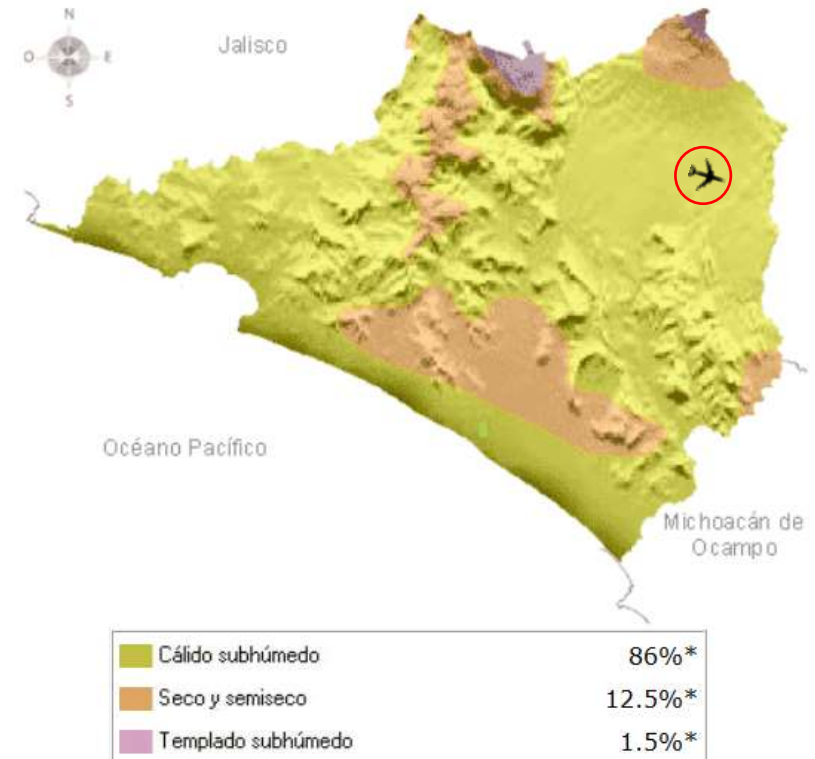 N
Jalisco
O
E
S
Océano Pacífico
Michoacán de
Ocampo
Cálido subhúmedo 86%*
Seco y semiseco 12.5%*
Templado subhúmedo 1.5%*